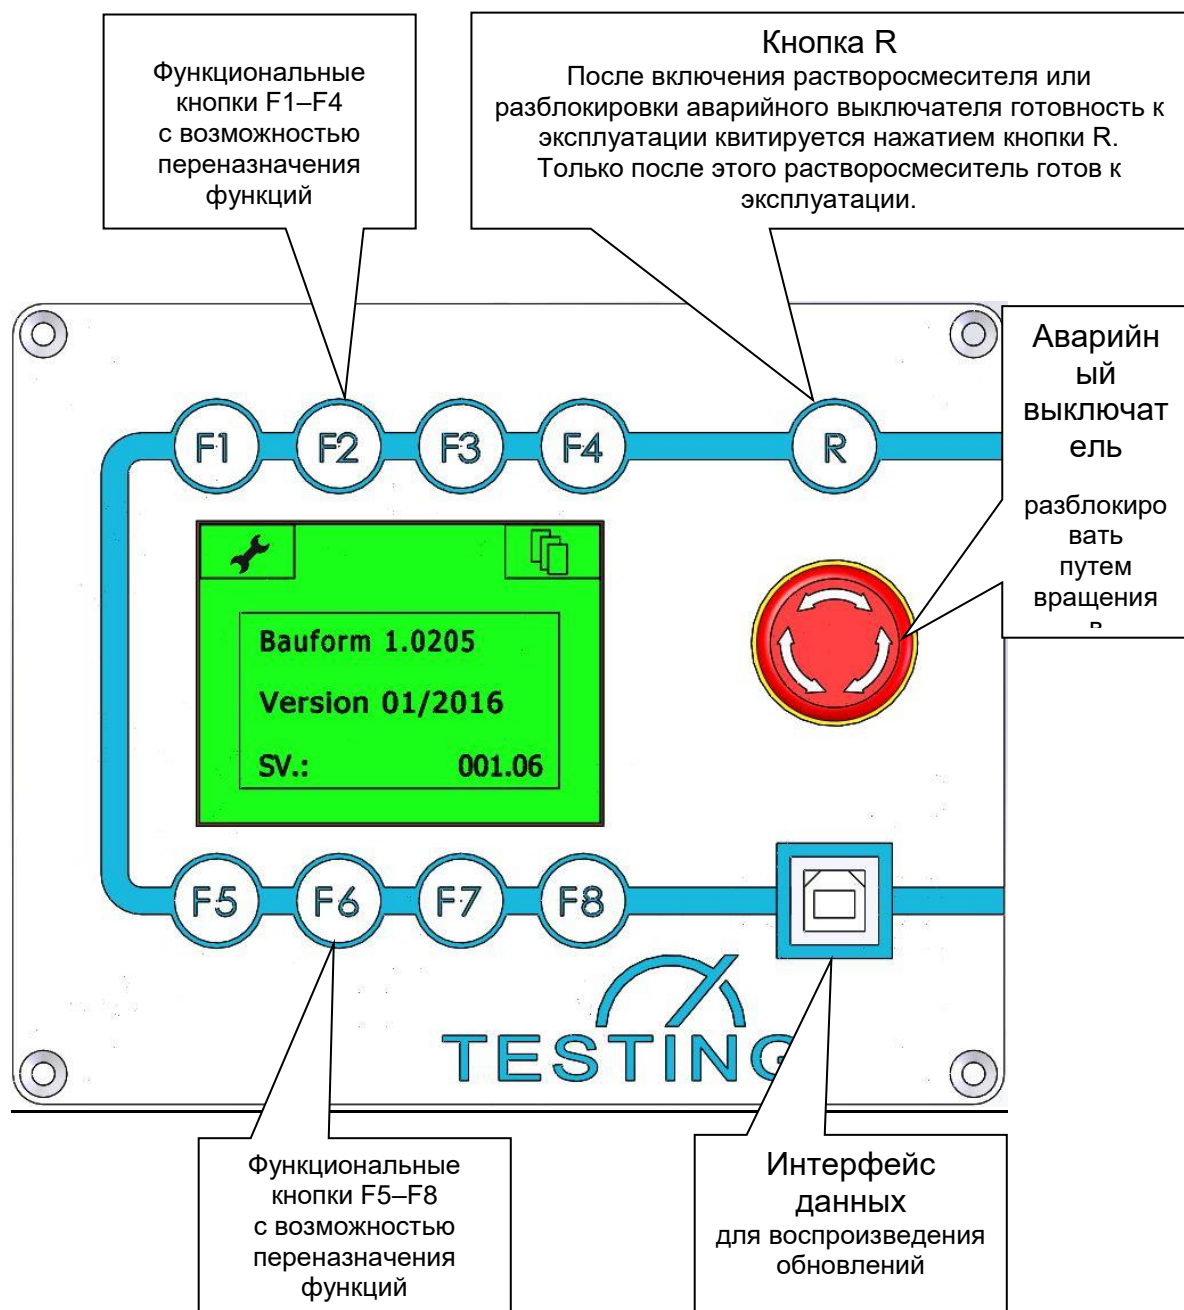 Функциональные
кнопки F1–F4
с возможностью
переназначения
функций
Кнопка R
После включения растворосмесителя или
разблокировки аварийного выключателя готовность к
эксплуатации квитируется нажатием кнопки R.
Только после этого растворосмеситель готов к
эксплуатации.
Аварийн
ый
выключат
ель
разблокиро
вать
путем
вращения
в
F1 F2 F3 F4 R
Bauform 1.0205
Version 01/2016
SV.: 001.06
F5 F6 F7 F8
TESTING
Функциональные
кнопки F5–F8
с возможностью
переназначения
функций
Интерфейс
данных
для воспроизведения
обновлений